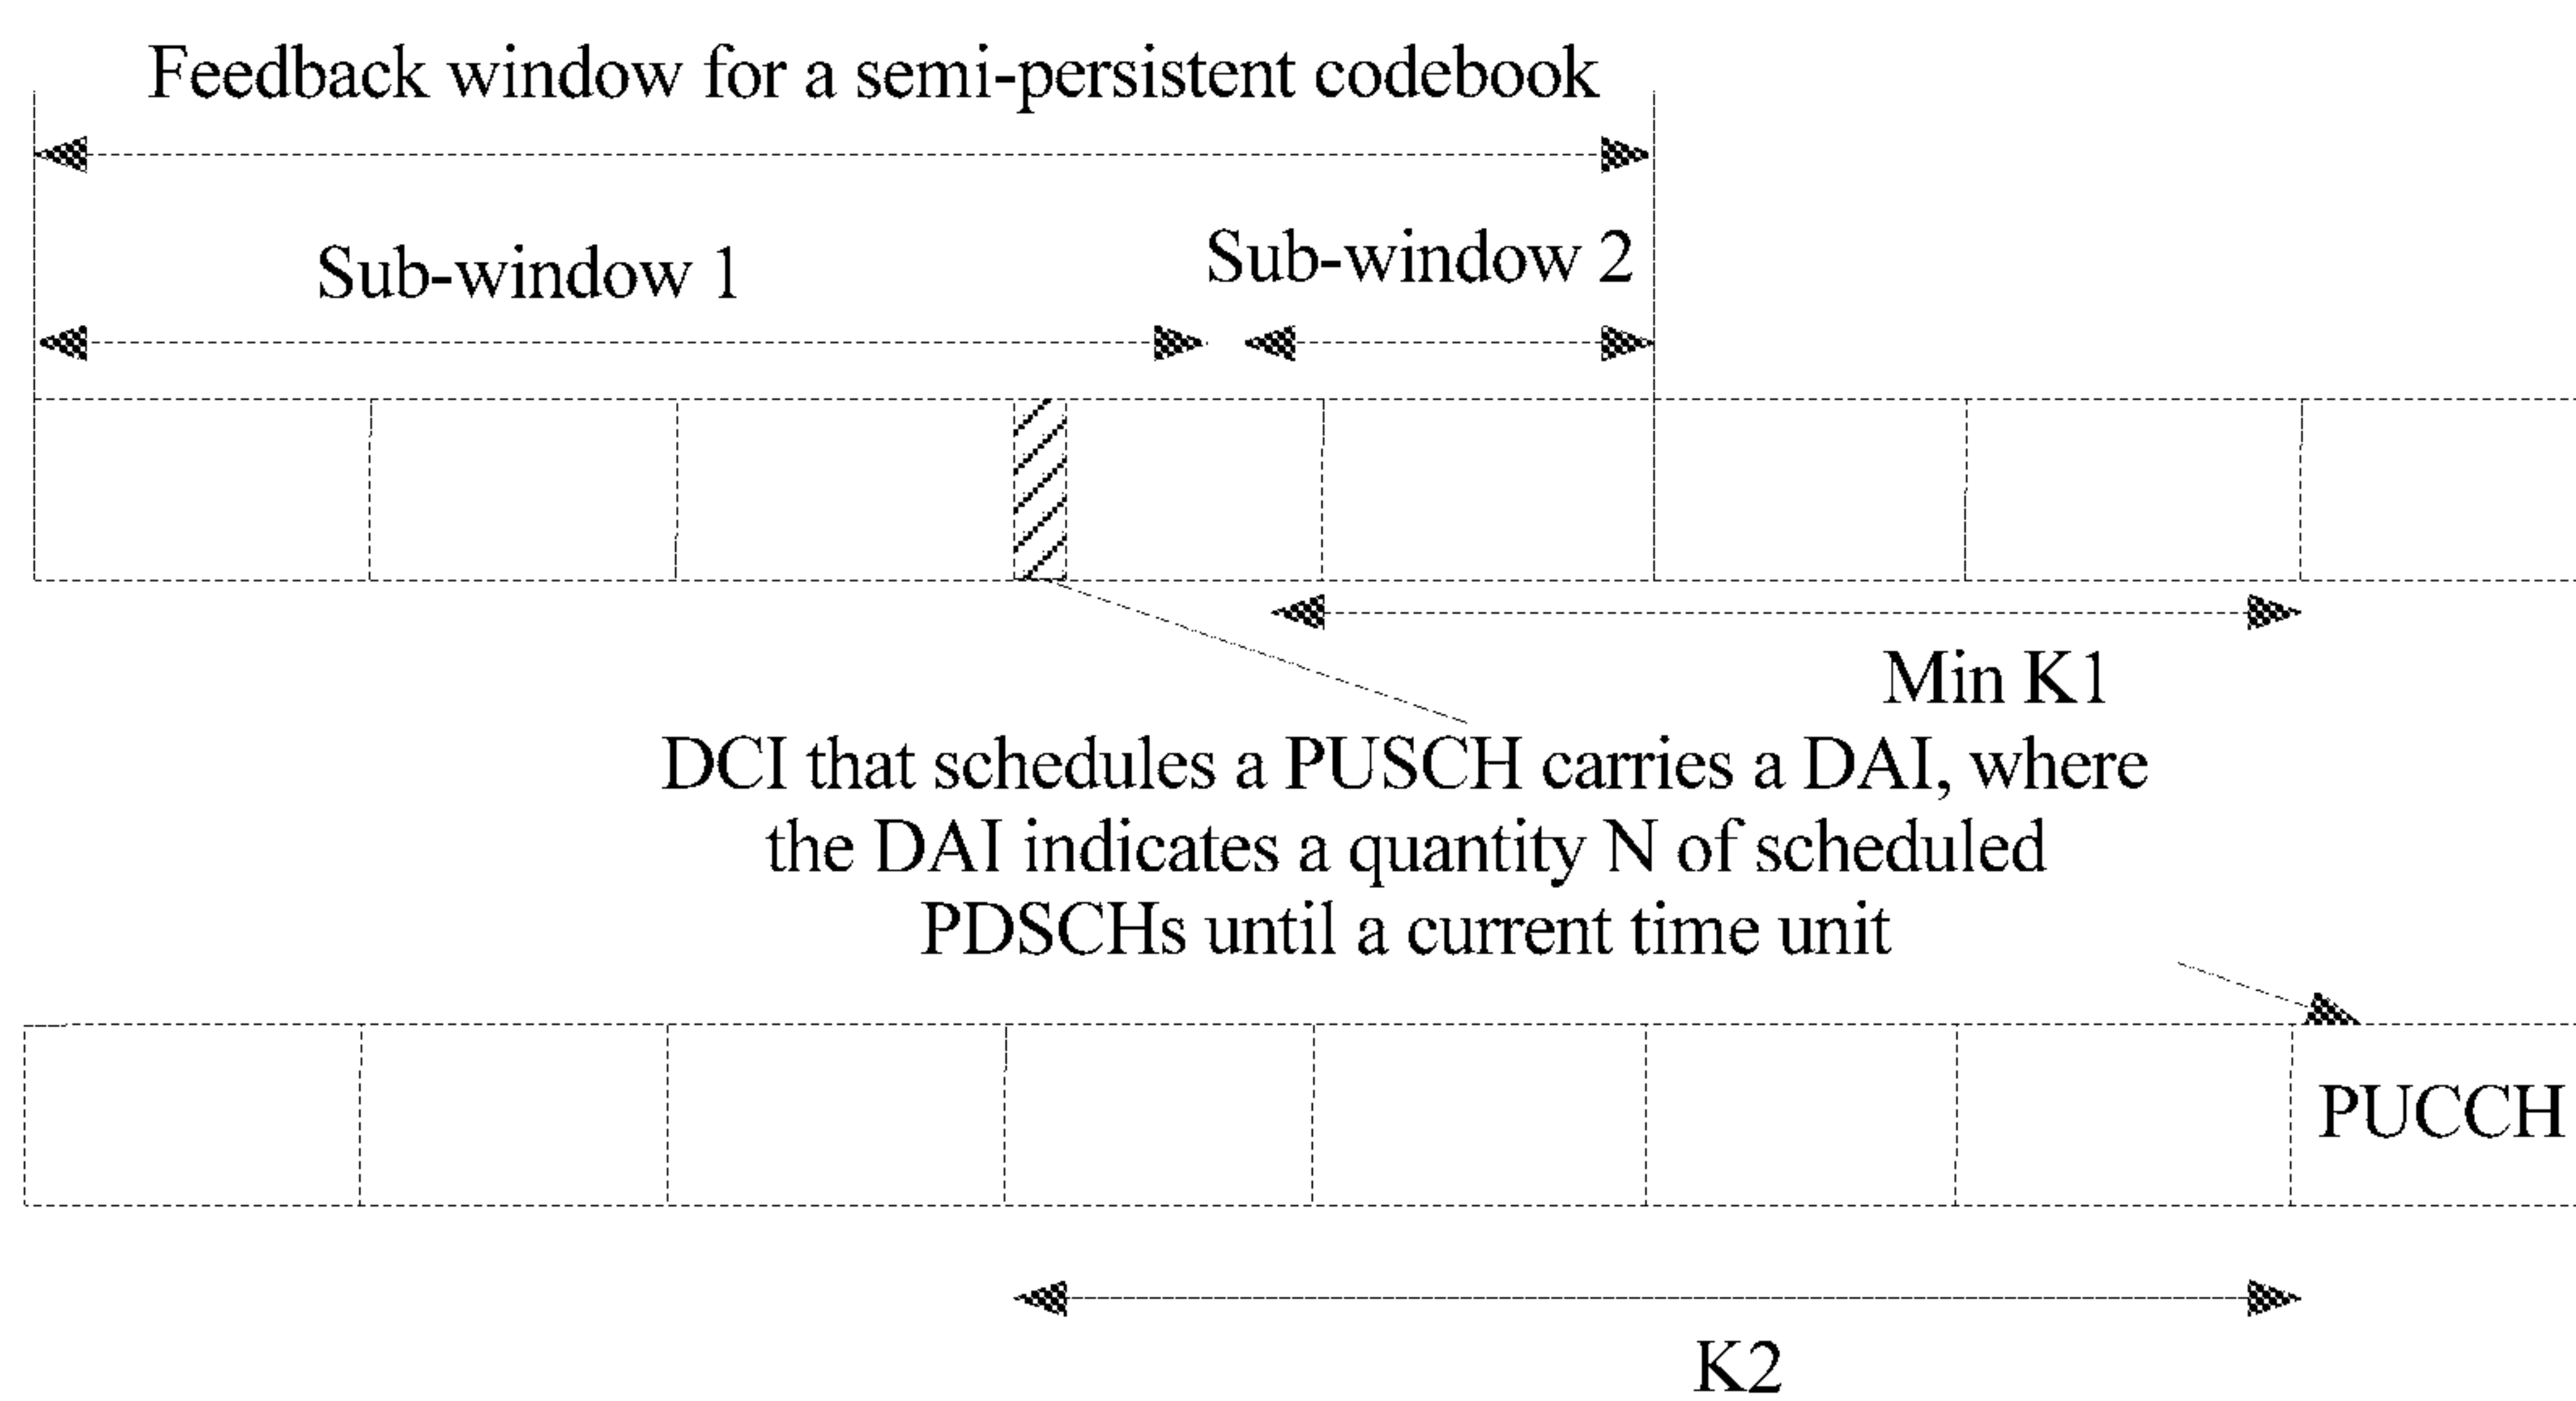 Feedback window for a semi-persistent codebook
Sub-window 1
Sub-window 2
Min K1
DCI that schedules a PUSCH carries a DAI, where
the DAI indicates a quantity N of scheduled
PDSCHs until a current time unit
PUCCH
K2